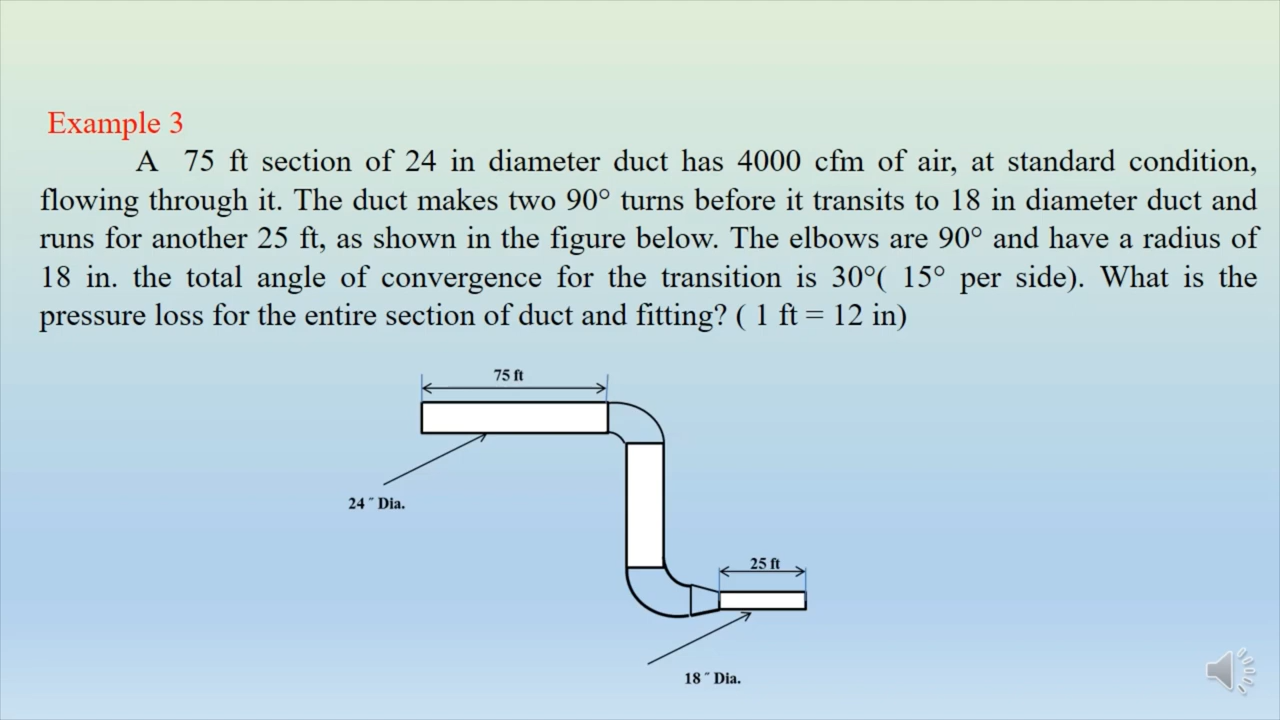 Example 3
A 75 ft section of 24 in diameter duct has 4000 cfm of air, at standard condition,
flowing through it. The duct makes two 90° turns before it transits to 18 in diameter duct and
runs for another 25 ft, as shown in the figure below. The elbows are 90° and have a radius of
18 in. the total angle of convergence for the transition is 30°( 15° per side). What is the
pressure loss for the entire section of duct and fitting? ( 1 ft = 12 in)
75 ft
24 ˝ Dia.
25 ft
18 ˝ Dia.